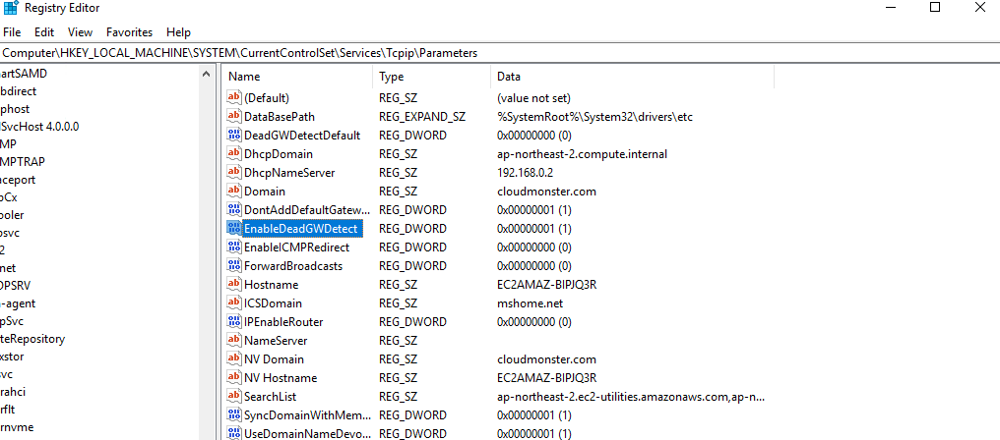 Registry Editor
File Edit View Favorites Help
Computer\HKEY_LOCAL_MACHINE\SYSTEM\CurrentControlSet\Services\Tcpip\Parameters
artSAMD
bdirect
phost
SvcHost 4.0.0.0
MP
MPTRAP
aceport
pCx
ooler
psvc
2
net
OPSRV
-agent
pSvc
teRepository
xstor
svc
rahci
rflt
rnvme
Name Type Data
(Default) REG_SZ (value not set)
DataBasePath REG_EXPAND_SZ %SystemRoot%\System32\drivers\etc
DeadGWDetectDefault REG_DWORD 0x00000000 (0)
DhcpDomain REG_SZ ap-northeast-2.compute.internal
DhcpNameServer REG_SZ 192.168.0.2
Domain REG_SZ cloudmonster.com
DontAddDefaultGatew... REG_DWORD 0x00000001 (1)
EnableDeadGWDetect REG_DWORD 0x00000001 (1)
EnableICMPRedirect REG_DWORD 0x00000000 (0)
ForwardBroadcasts REG_DWORD 0x00000000 (0)
Hostname REG_SZ EC2AMAZ-BIPJQ3R
ICSDomain REG_SZ mshome.net
IPEnableRouter REG_DWORD 0x00000000 (0)
NameServer REG_SZ
NV Domain REG_SZ cloudmonster.com
NV Hostname REG_SZ EC2AMAZ-BIPJQ3R
SearchList REG_SZ ap-northeast-2.ec2-utilities.amazonaws.com,ap-n...
SyncDomainWithMem... REG_DWORD 0x00000001 (1)
UseDomainNameDevo... REG_DWORD 0x00000001 (1)